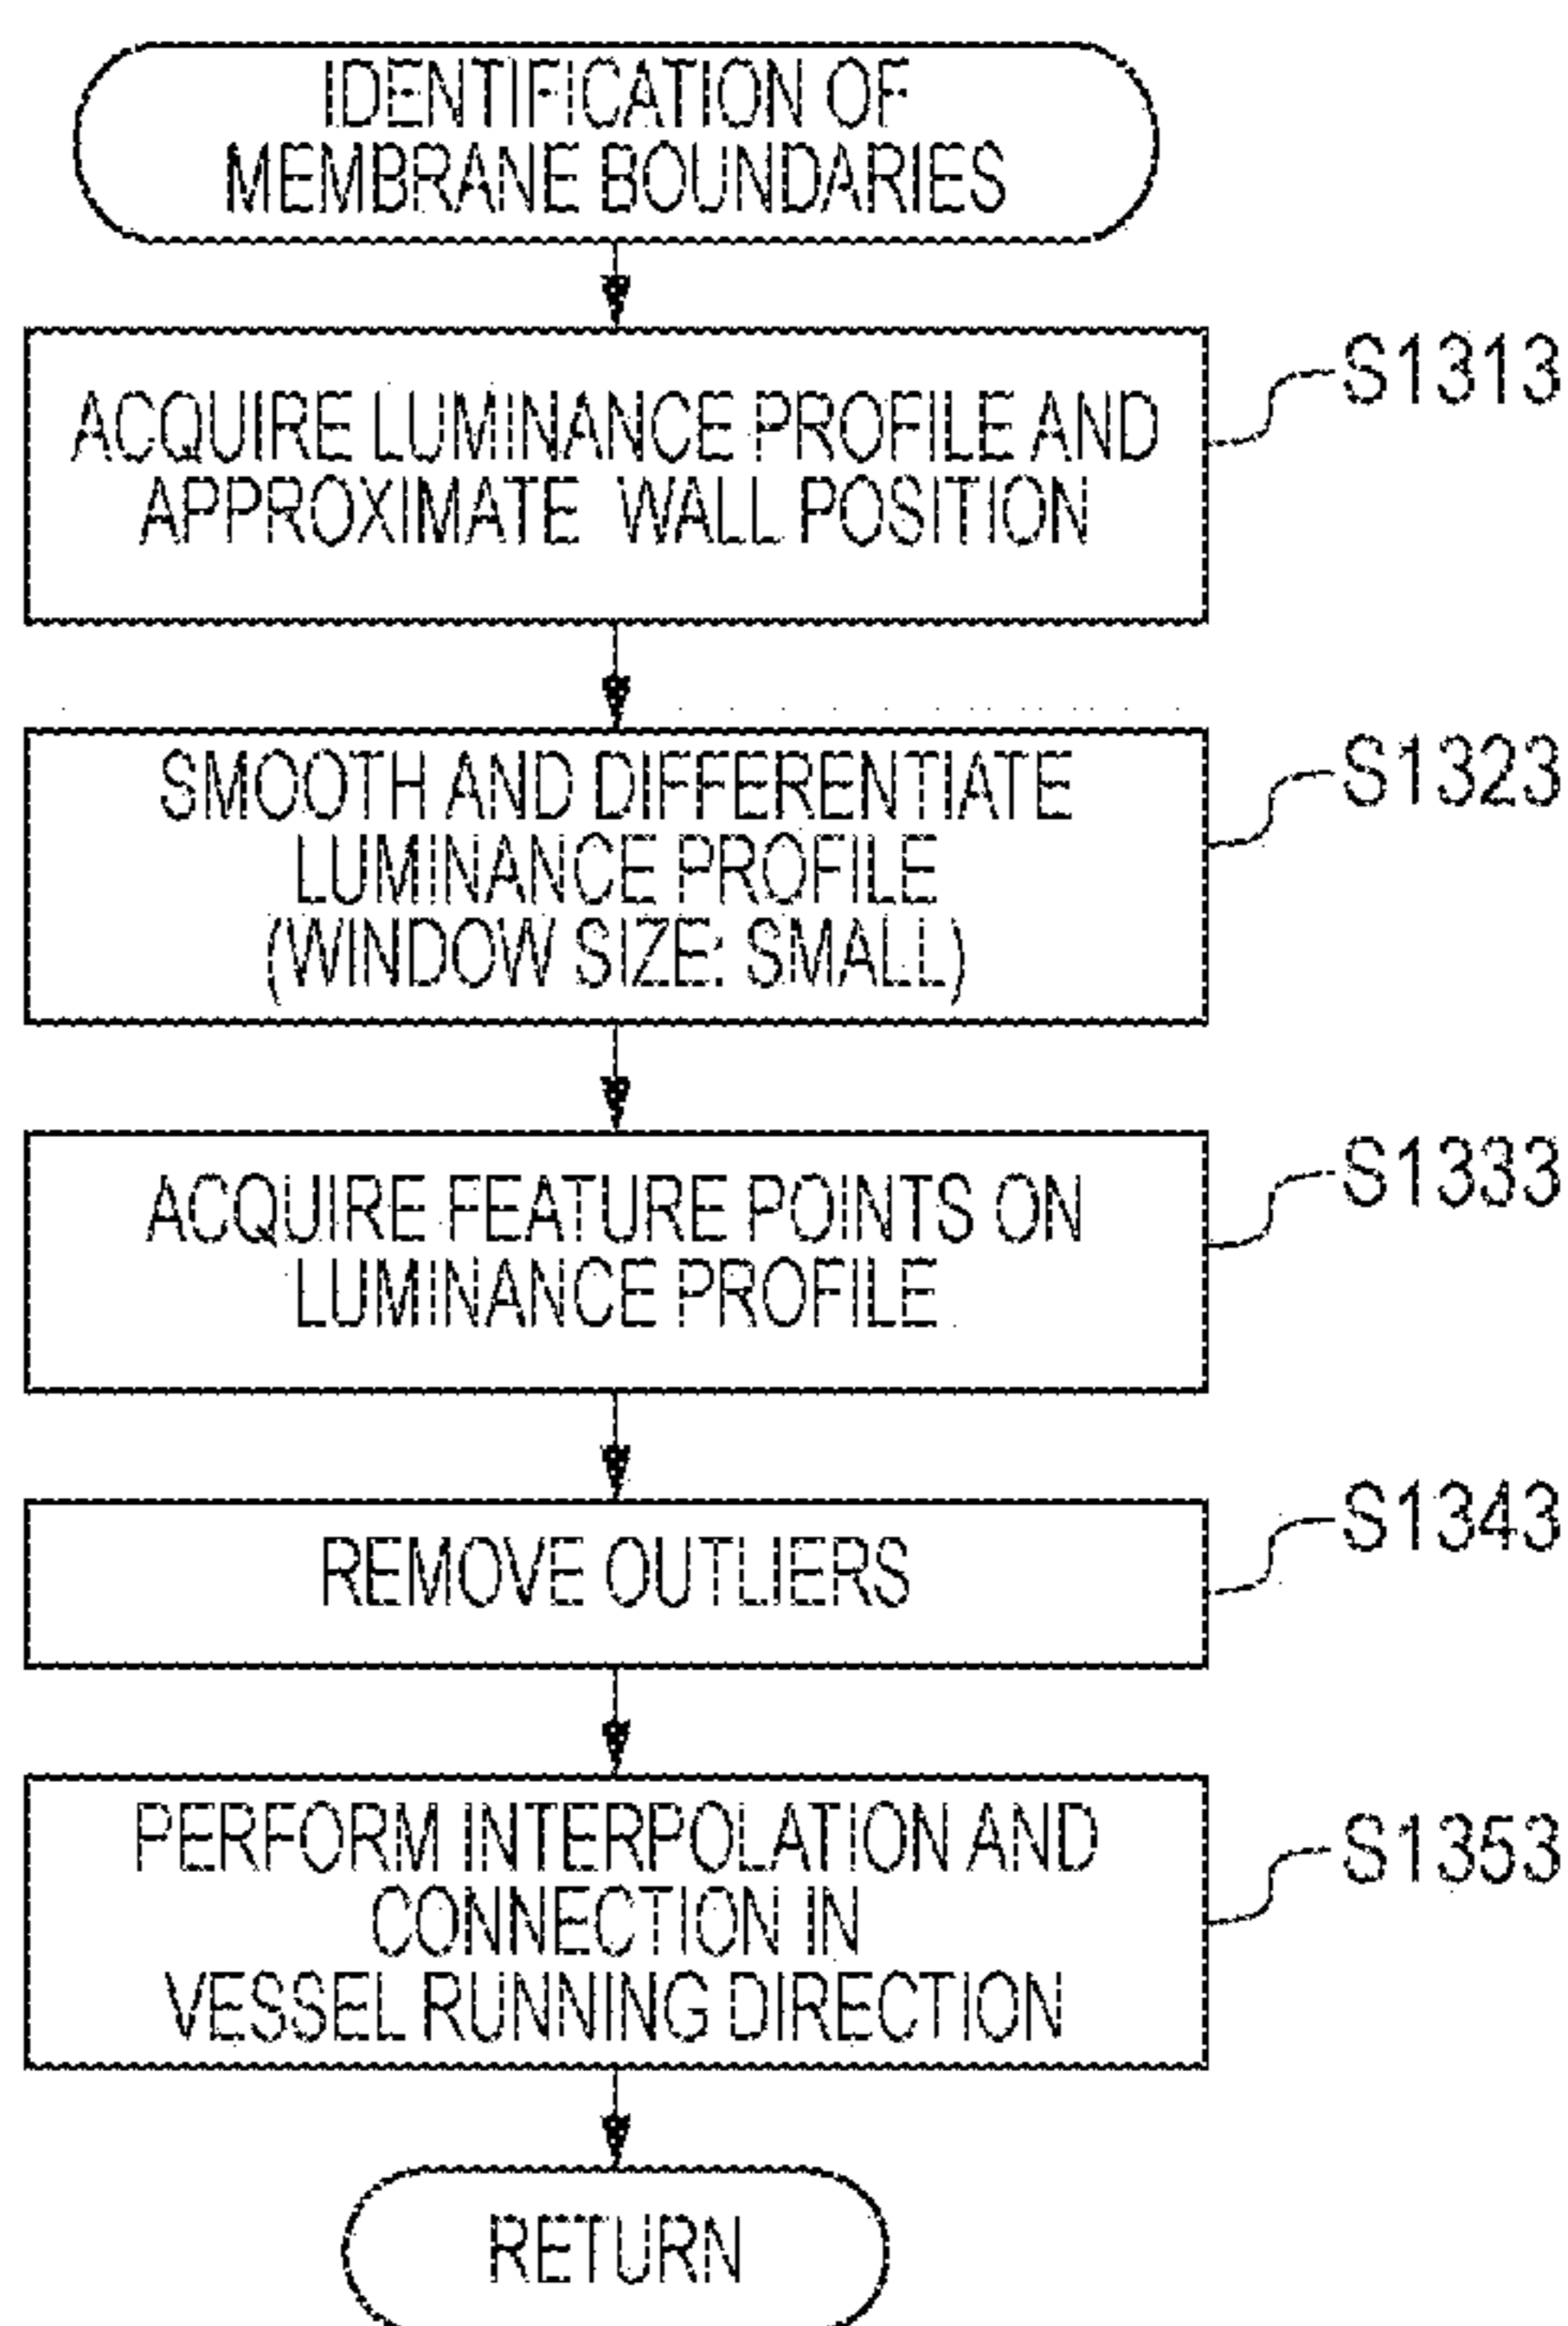 IDENTIFICATION OF
MEMBRANE BOUNDARIES
ACQUIRE LUMINANCE PROFILE AND
APPROXIMATE WALL POSITION
S1313
SMOOTH AND DIFFERENTIATE
LUMINANCE PROFILE
(WINDOW SIZE: SMALL)
S1323
ACQUIRE FEATURE POINTS ON
LUMINANCE PROFILE
S1333
REMOVE OUTLIERS
S1343
PERFORM INTERPOLATION AND
CONNECTION IN
VESSEL RUNNING DIRECTION
S1353
RETURN